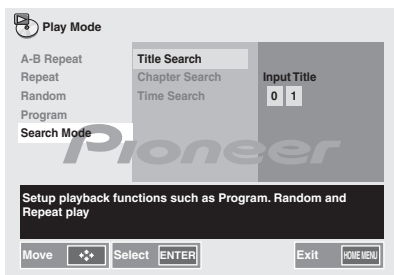 Play Mode
A-B Repeat
Repeat
Random
Program
Search Mode
Title Search
Chapter Search
Time Search
Input Title
0 1
Pioneer
Setup playback functions such as Program. Random and
Repeat play
Move Select ENTER Exit HOME MENU